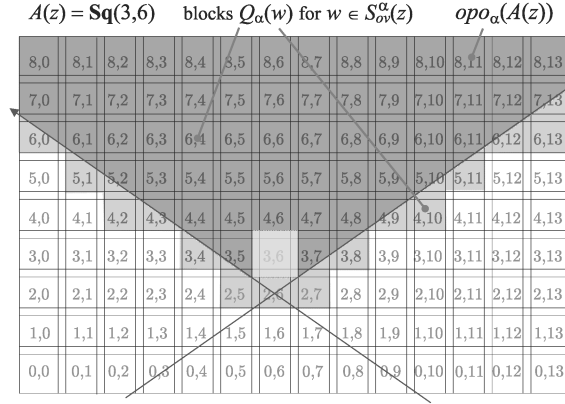 A(z) = Sq(3,6) blocks Qα(w) for w ∈ S^α_ov(z) opoα(A(z))
8,0 8,1 8,2 8,3 8,4 8,5 8,6 8,7 8,8 8,9 8,10 8,11 8,12 8,13
7,0 7,1 7,2 7,3 7,4 7,5 7,6 7,7 7,8 7,9 7,10 7,11 7,12 7,13
6,0 6,1 6,2 6,3 6,4 6,5 6,6 6,7 6,8 6,9 6,10 6,11 6,12 6,13
5,0 5,1 5,2 5,3 5,4 5,5 5,6 5,7 5,8 5,9 5,10 5,11 5,12 5,13
4,0 4,1 4,2 4,3 4,4 4,5 4,6 4,7 4,8 4,9 4,10 4,11 4,12 4,13
3,0 3,1 3,2 3,3 3,4 3,5 3,6 3,7 3,8 3,9 3,10 3,11 3,12 3,13
2,0 2,1 2,2 2,3 2,4 2,5 2,6 2,7 2,8 2,9 2,10 2,11 2,12 2,13
1,0 1,1 1,2 1,3 1,4 1,5 1,6 1,7 1,8 1,9 1,10 1,11 1,12 1,13
0,0 0,1 0,2 0,3 0,4 0,5 0,6 0,7 0,8 0,9 0,10 0,11 0,12 0,13